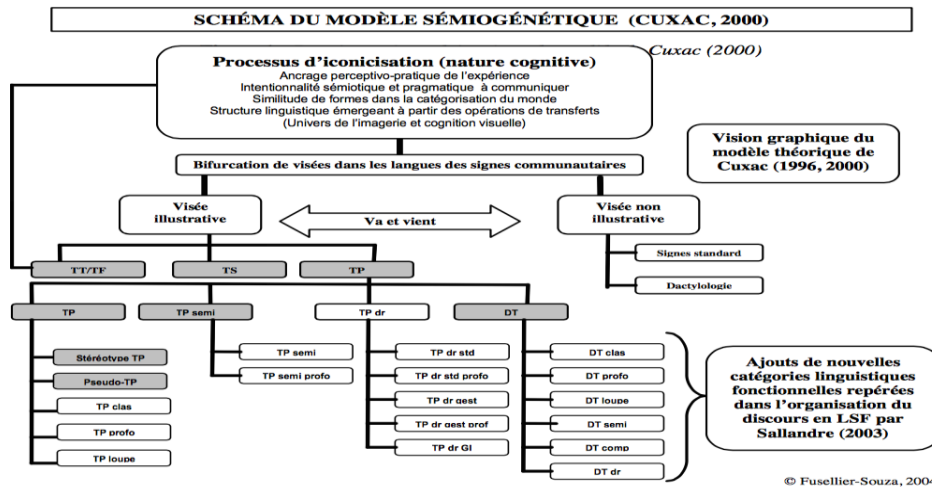 SCHÉMA DU MODÈLE SÉMIOGÉNÉTIQUE (CUXAC, 2000)
Cuxac (2000)
Processus d'iconicisation (nature cognitive)
Ancrage perceptivo-pratique de l'expérience
Intentionnalité sémiotique et pragmatique à communiquer
Similitude de formes dans la catégorisation du monde
Structure linguistique émergeant à partir des opérations de transferts
(Univers de l'imagerie et cognition visuelle)
Vision graphique du
modèle théorique de
Cuxac (1996, 2000)
Bifurcation de visées dans les langues des signes communautaires
Visée
illustrative
Va et vient
Visée non
illustrative
Signes standard
Dactylologie
TT/TF
TS
TP
TP
TP semi
TP dr
DT
Stéréotype TP
Pseudo-TP
TP clas
TP profo
TP loupe
TP semi
TP semi profo
TP dr std
TP dr std profo
TP dr gest
TP dr gest prof
TP dr GI
DT clas
DT profo
DT loupe
DT semi
DT comp
DT dr
Ajouts de nouvelles
catégories linguistiques
fonctionnelles repérées
dans l'organisation du
discours en LSF par
Sallandre (2003)
© Fusellier-Souza, 2004